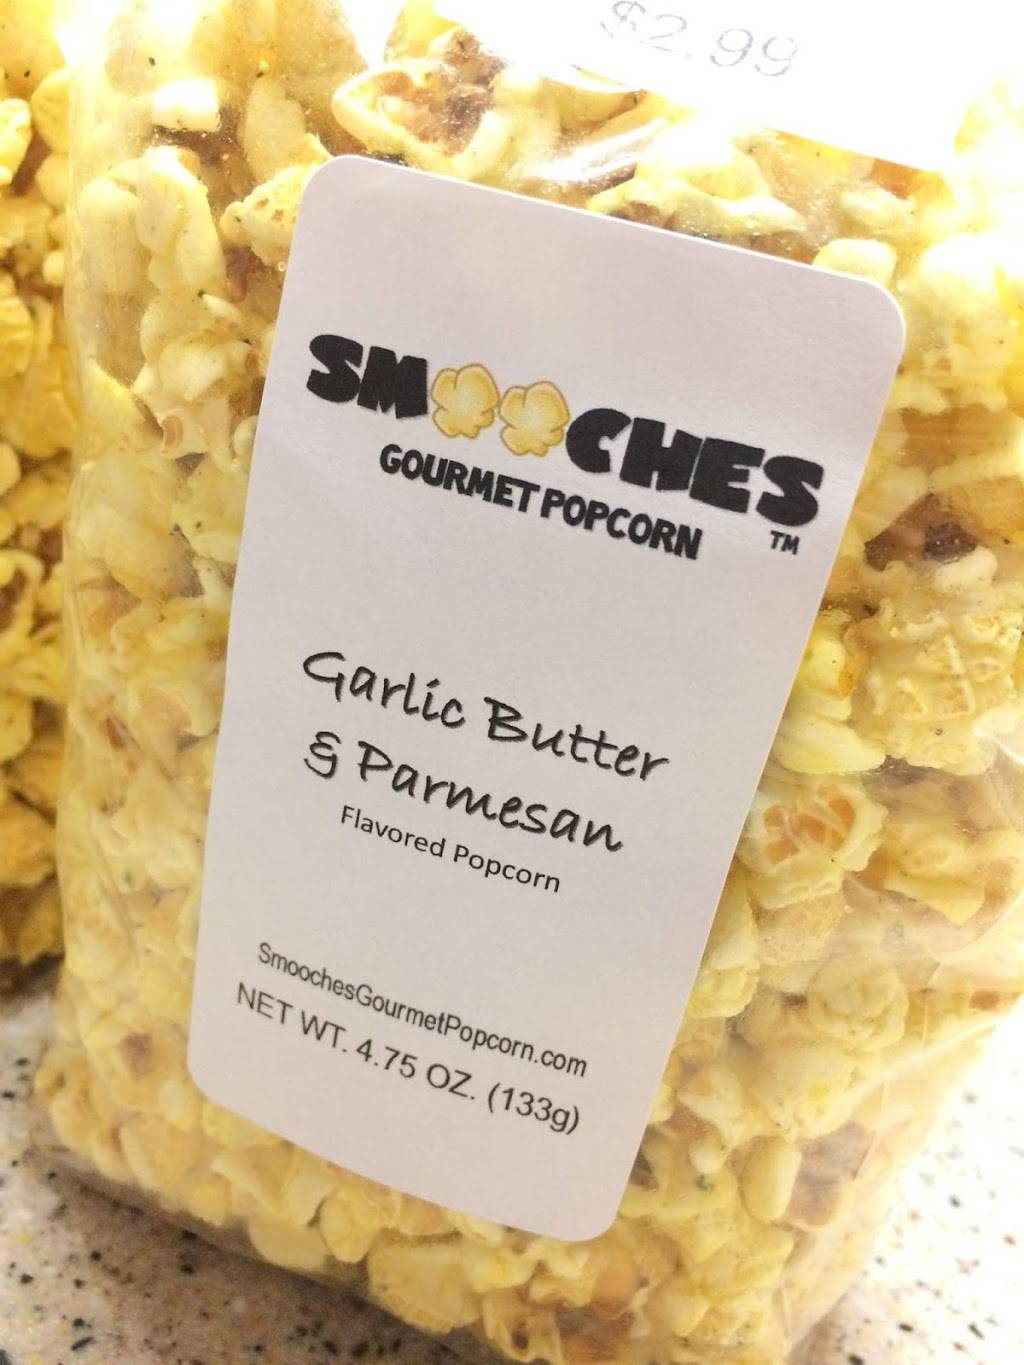 $2.99
SMOOCHES
GOURMET POPCORN
TM
Garlic Butter
& Parmesan
Flavored Popcorn
SmoochesGourmetPopcorn.com
NET WT. 4.75 OZ. (133g)